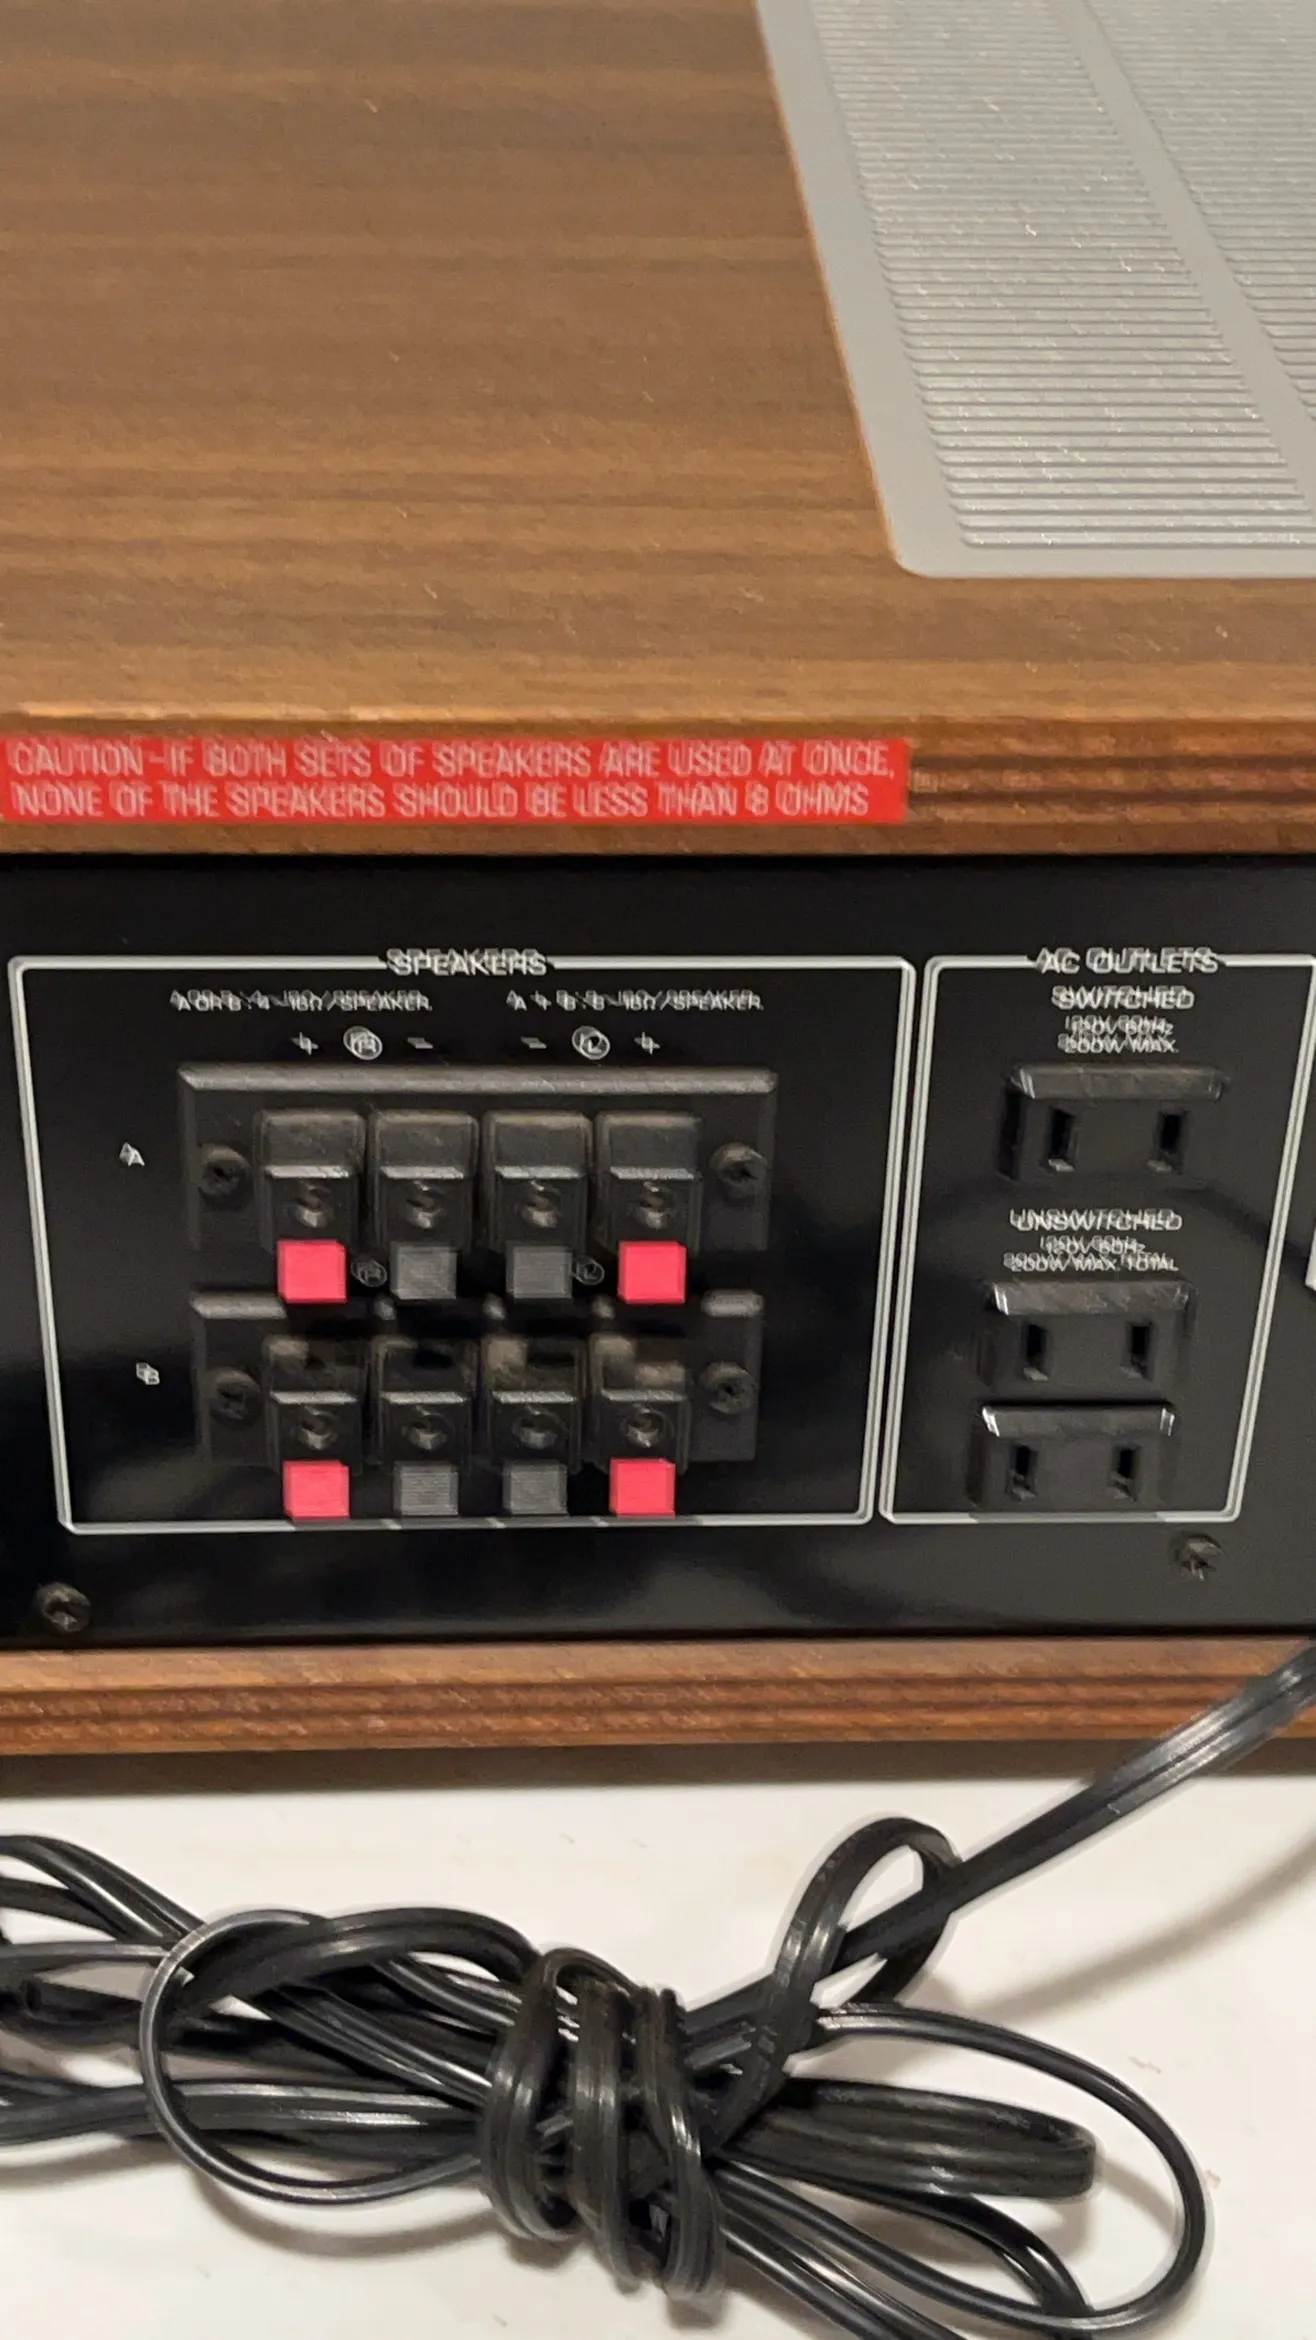 CAUTION-IF BOTH SETS OF SPEAKERS ARE USED AT ONCE,
NONE OF THE SPEAKERS SHOULD BE LESS THAN 8 OHMS
SPEAKERS
A OR B : 4 -16Ω/SPEAKER.
A + B : 8 -16Ω/SPEAKER.
+ R -
- L +
A
R
L
B
AC OUTLETS
SWITCHED
120V 60Hz
200W MAX.
UNSWITCHED
120V 60Hz
200W MAX. TOTAL